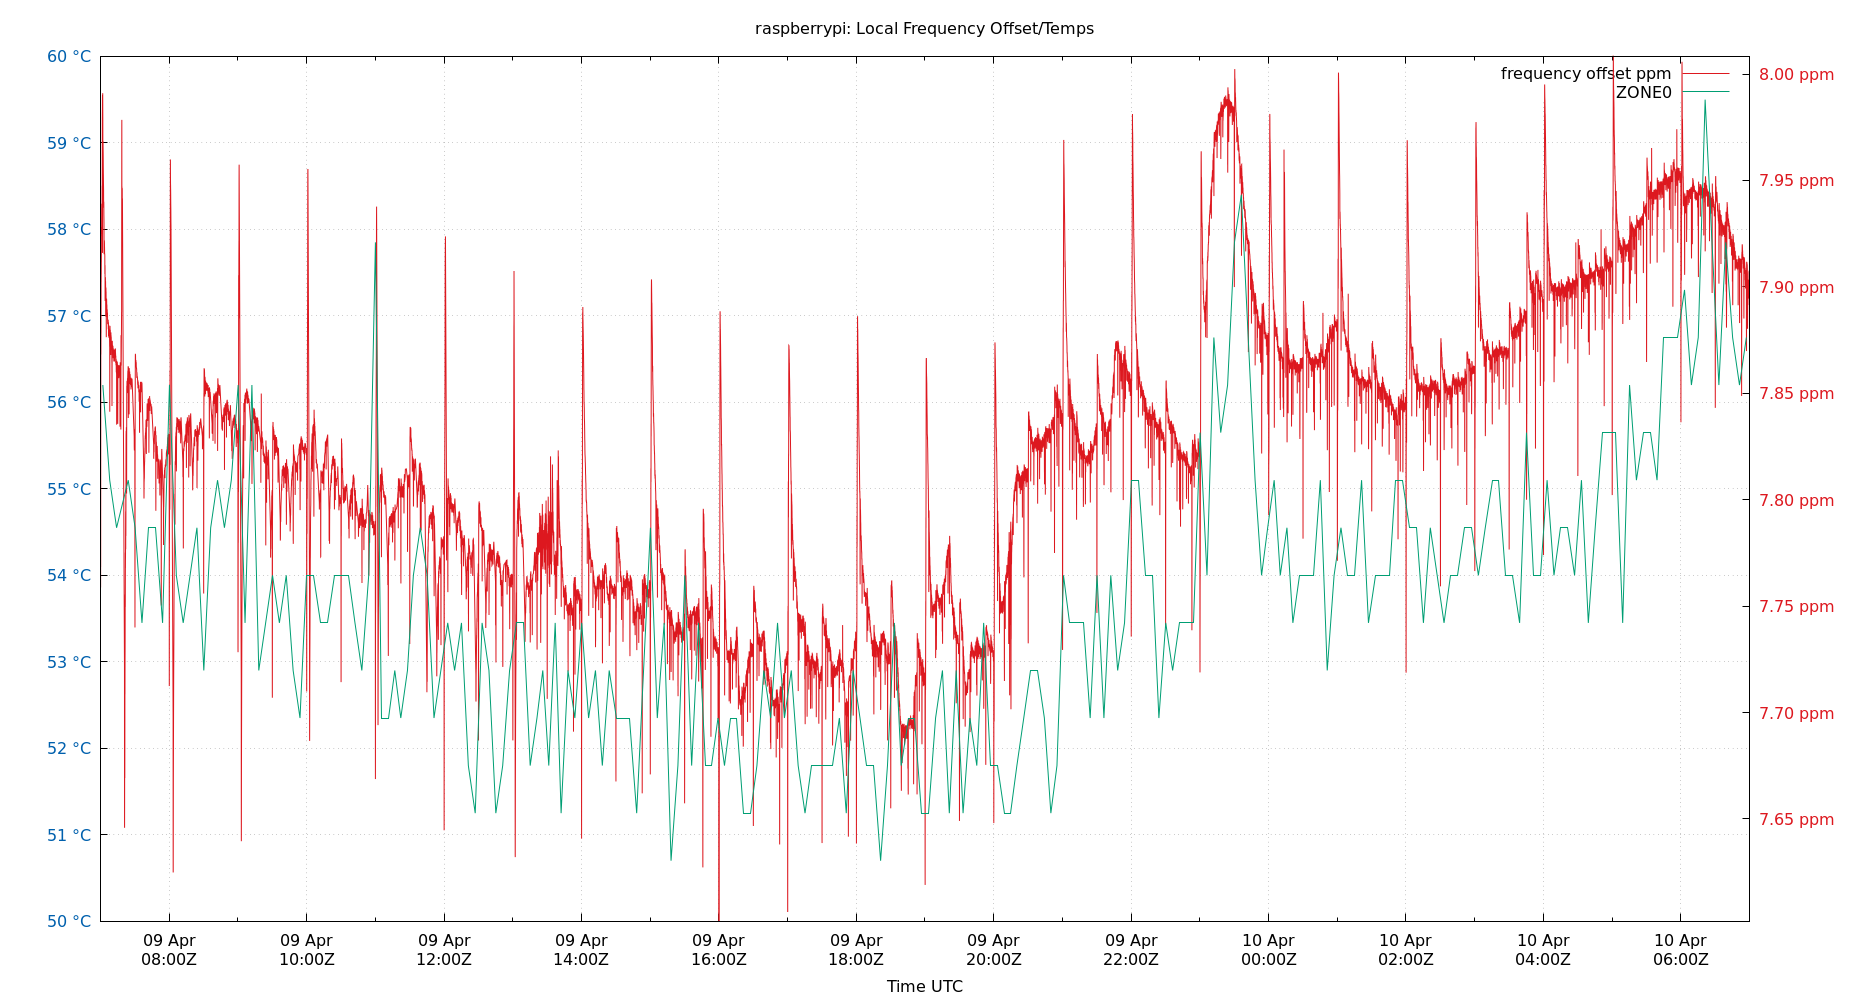 raspberrypi: Local Frequency Offset/Temps
60 °C
59 °C
58 °C
57 °C
56 °C
55 °C
54 °C
53 °C
52 °C
51 °C
50 °C
frequency offset ppm
ZONE0
8.00 ppm
7.95 ppm
7.90 ppm
7.85 ppm
7.80 ppm
7.75 ppm
7.70 ppm
7.65 ppm
09 Apr 09 Apr 09 Apr 09 Apr 09 Apr 09 Apr 09 Apr 09 Apr 10 Apr 10 Apr 10 Apr 10 Apr
08:00Z 10:00Z 12:00Z 14:00Z 16:00Z 18:00Z 20:00Z 22:00Z 00:00Z 02:00Z 04:00Z 06:00Z
Time UTC